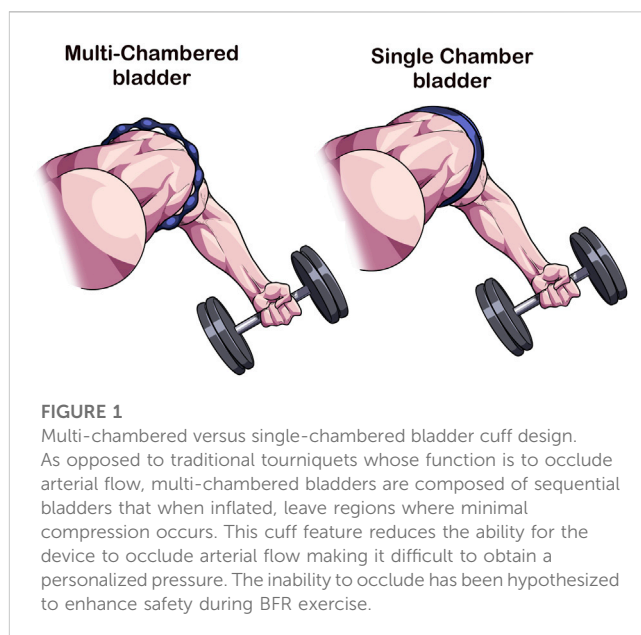 Multi-Chambered
bladder
Single Chamber
bladder
FIGURE 1
Multi-chambered versus single-chambered bladder cuff design.
As opposed to traditional tourniquets whose function is to occlude
arterial flow, multi-chambered bladders are composed of sequential
bladders that when inflated, leave regions where minimal
compression occurs. This cuff feature reduces the ability for the
device to occlude arterial flow making it difficult to obtain a
personalized pressure. The inability to occlude has been hypothesized
to enhance safety during BFR exercise.